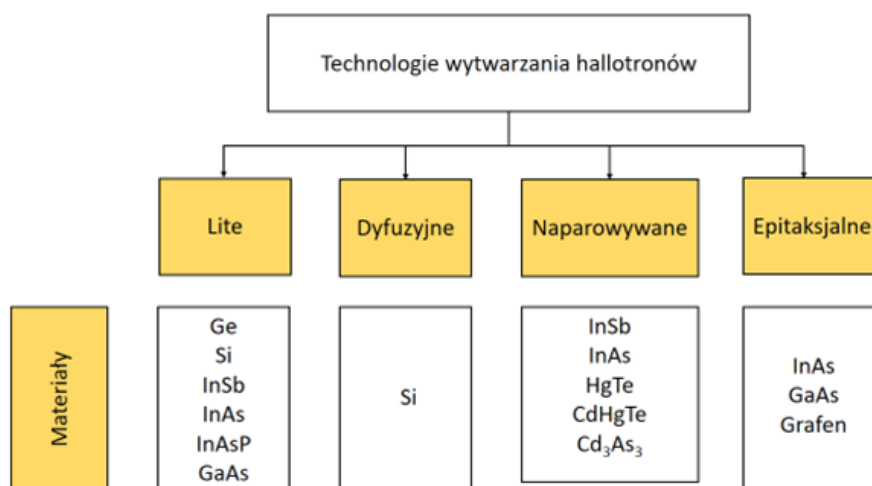 Technologie wytwarzania hallotronów
Lite
Dyfuzyjne
Naparowywane
Epitaksjalne
Materiały
Ge
Si
InSb
InAs
InAsP
GaAs
Si
InSb
InAs
HgTe
CdHgTe
Cd₃As₃
InAs
GaAs
Grafen